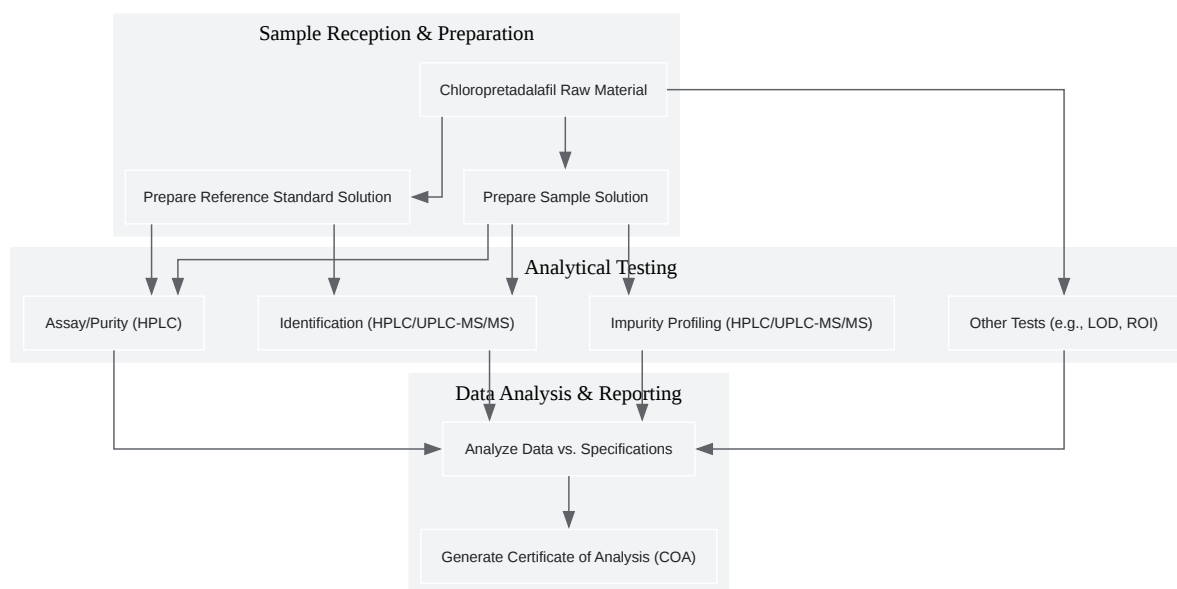 Sample Reception & Preparation
Chloropretadalafil Raw Material
Prepare Reference Standard Solution
Prepare Sample Solution
Analytical Testing
Assay/Purity (HPLC)
Identification (HPLC/UPLC-MS/MS)
Impurity Profiling (HPLC/UPLC-MS/MS)
Other Tests (e.g., LOD, ROI)
Data Analysis & Reporting
Analyze Data vs. Specifications
Generate Certificate of Analysis (COA)